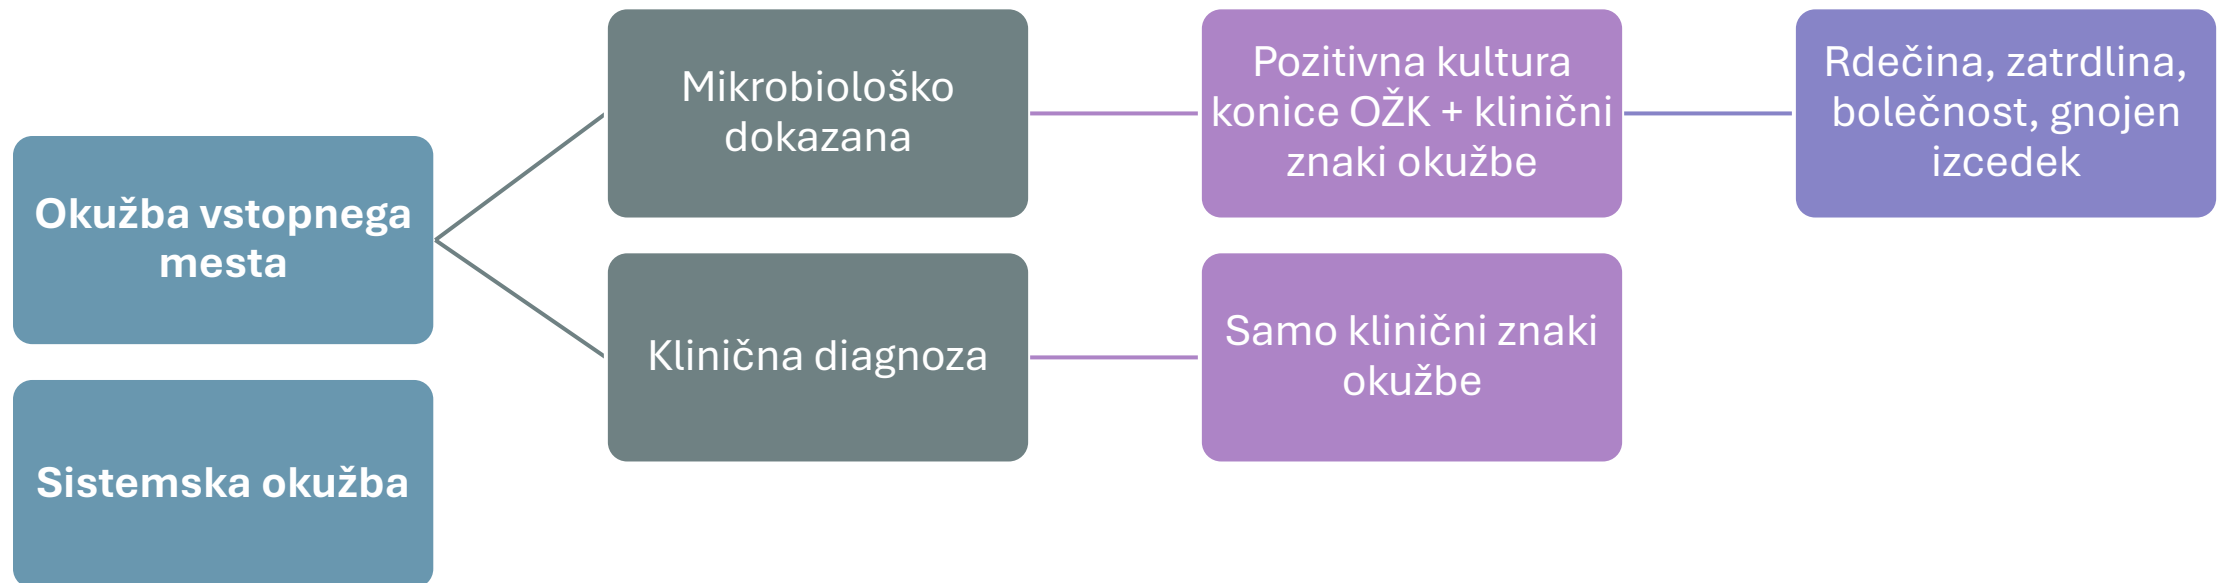 Okužba vstopnega
mesta
Mikrobiološko
dokazana
Pozitivna kultura
konice OŽK + klinični
znaki okužbe
Rdečina, zatrdlina,
bolečnost, gnojen
izcedek
Klinična diagnoza
Samo klinični znaki
okužbe
Sistemska okužba